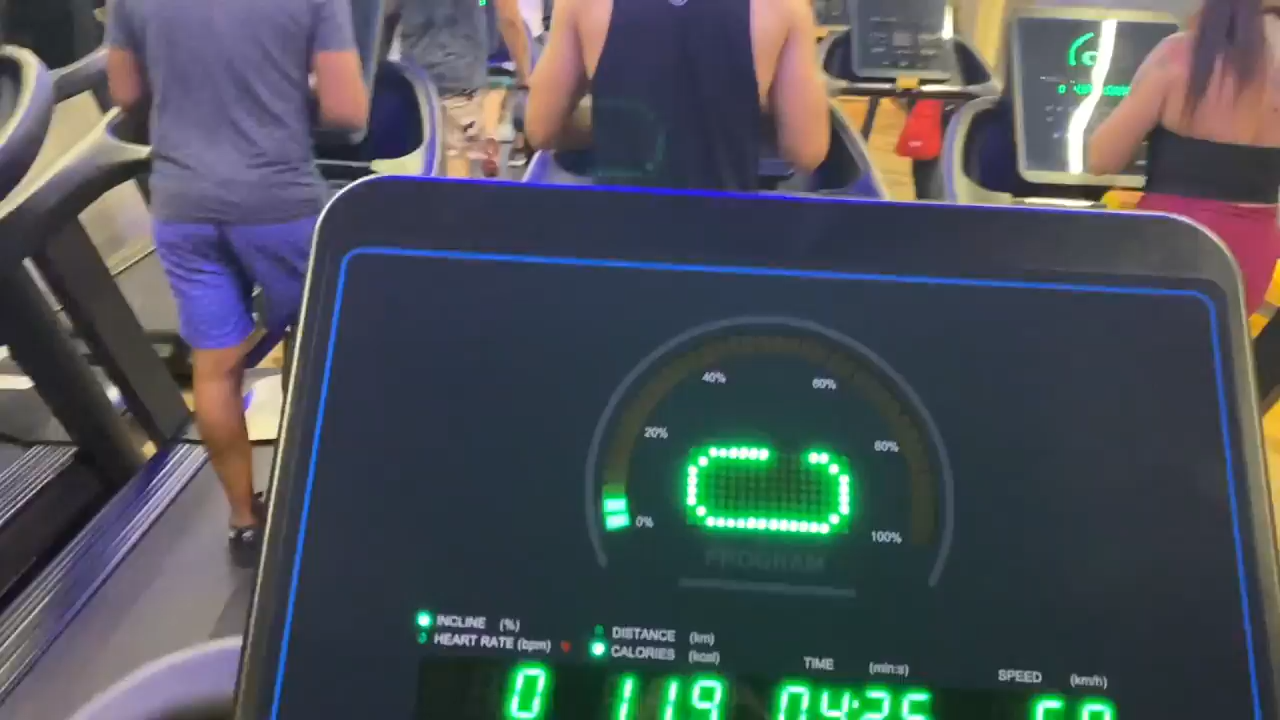 40% 60%
20% 80%
0% 100%
PROGRAM
INCLINE (%)
HEART RATE (bpm)
DISTANCE (km)
CALORIES (kcal)
TIME (min:s)
SPEED (km/h)
0 119 04:25